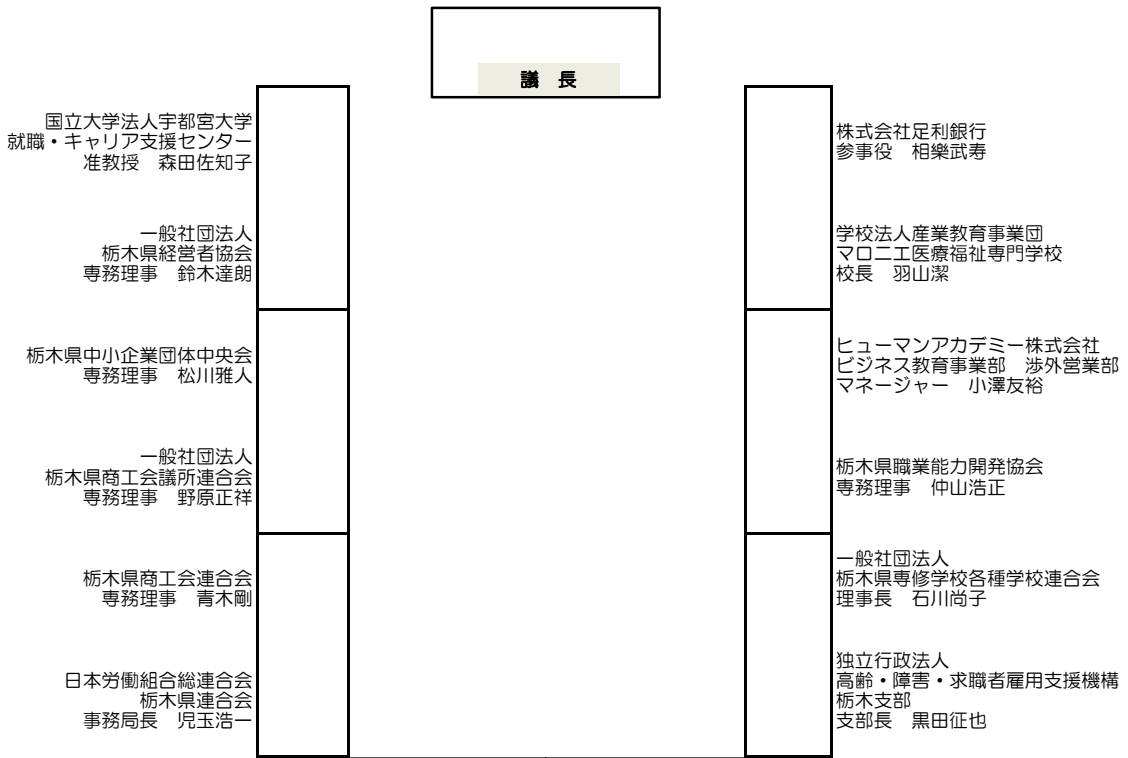 議　長
国立大学法人宇都宮大学
就職・キャリア支援センター
准教授　森田佐知子
一般社団法人
栃木県経営者協会
専務理事　鈴木達朗
栃木県中小企業団体中央会
専務理事　松川雅人
一般社団法人
栃木県商工会議所連合会
専務理事　野原正祥
栃木県商工会連合会
専務理事　青木剛
日本労働組合総連合会
栃木県連合会
事務局長　児玉浩一
株式会社足利銀行
参事役　相樂武寿
学校法人産業教育事業団
マロニエ医療福祉専門学校
校長　羽山潔
ヒューマンアカデミー株式会社
ビジネス教育事業部　渉外営業部
マネージャー　小澤友裕
栃木県職業能力開発協会
専務理事　仲山浩正
一般社団法人
栃木県専修学校各種学校連合会
理事長　石川尚子
独立行政法人
高齢・障害・求職者雇用支援機構
栃木支部
支部長　黒田征也